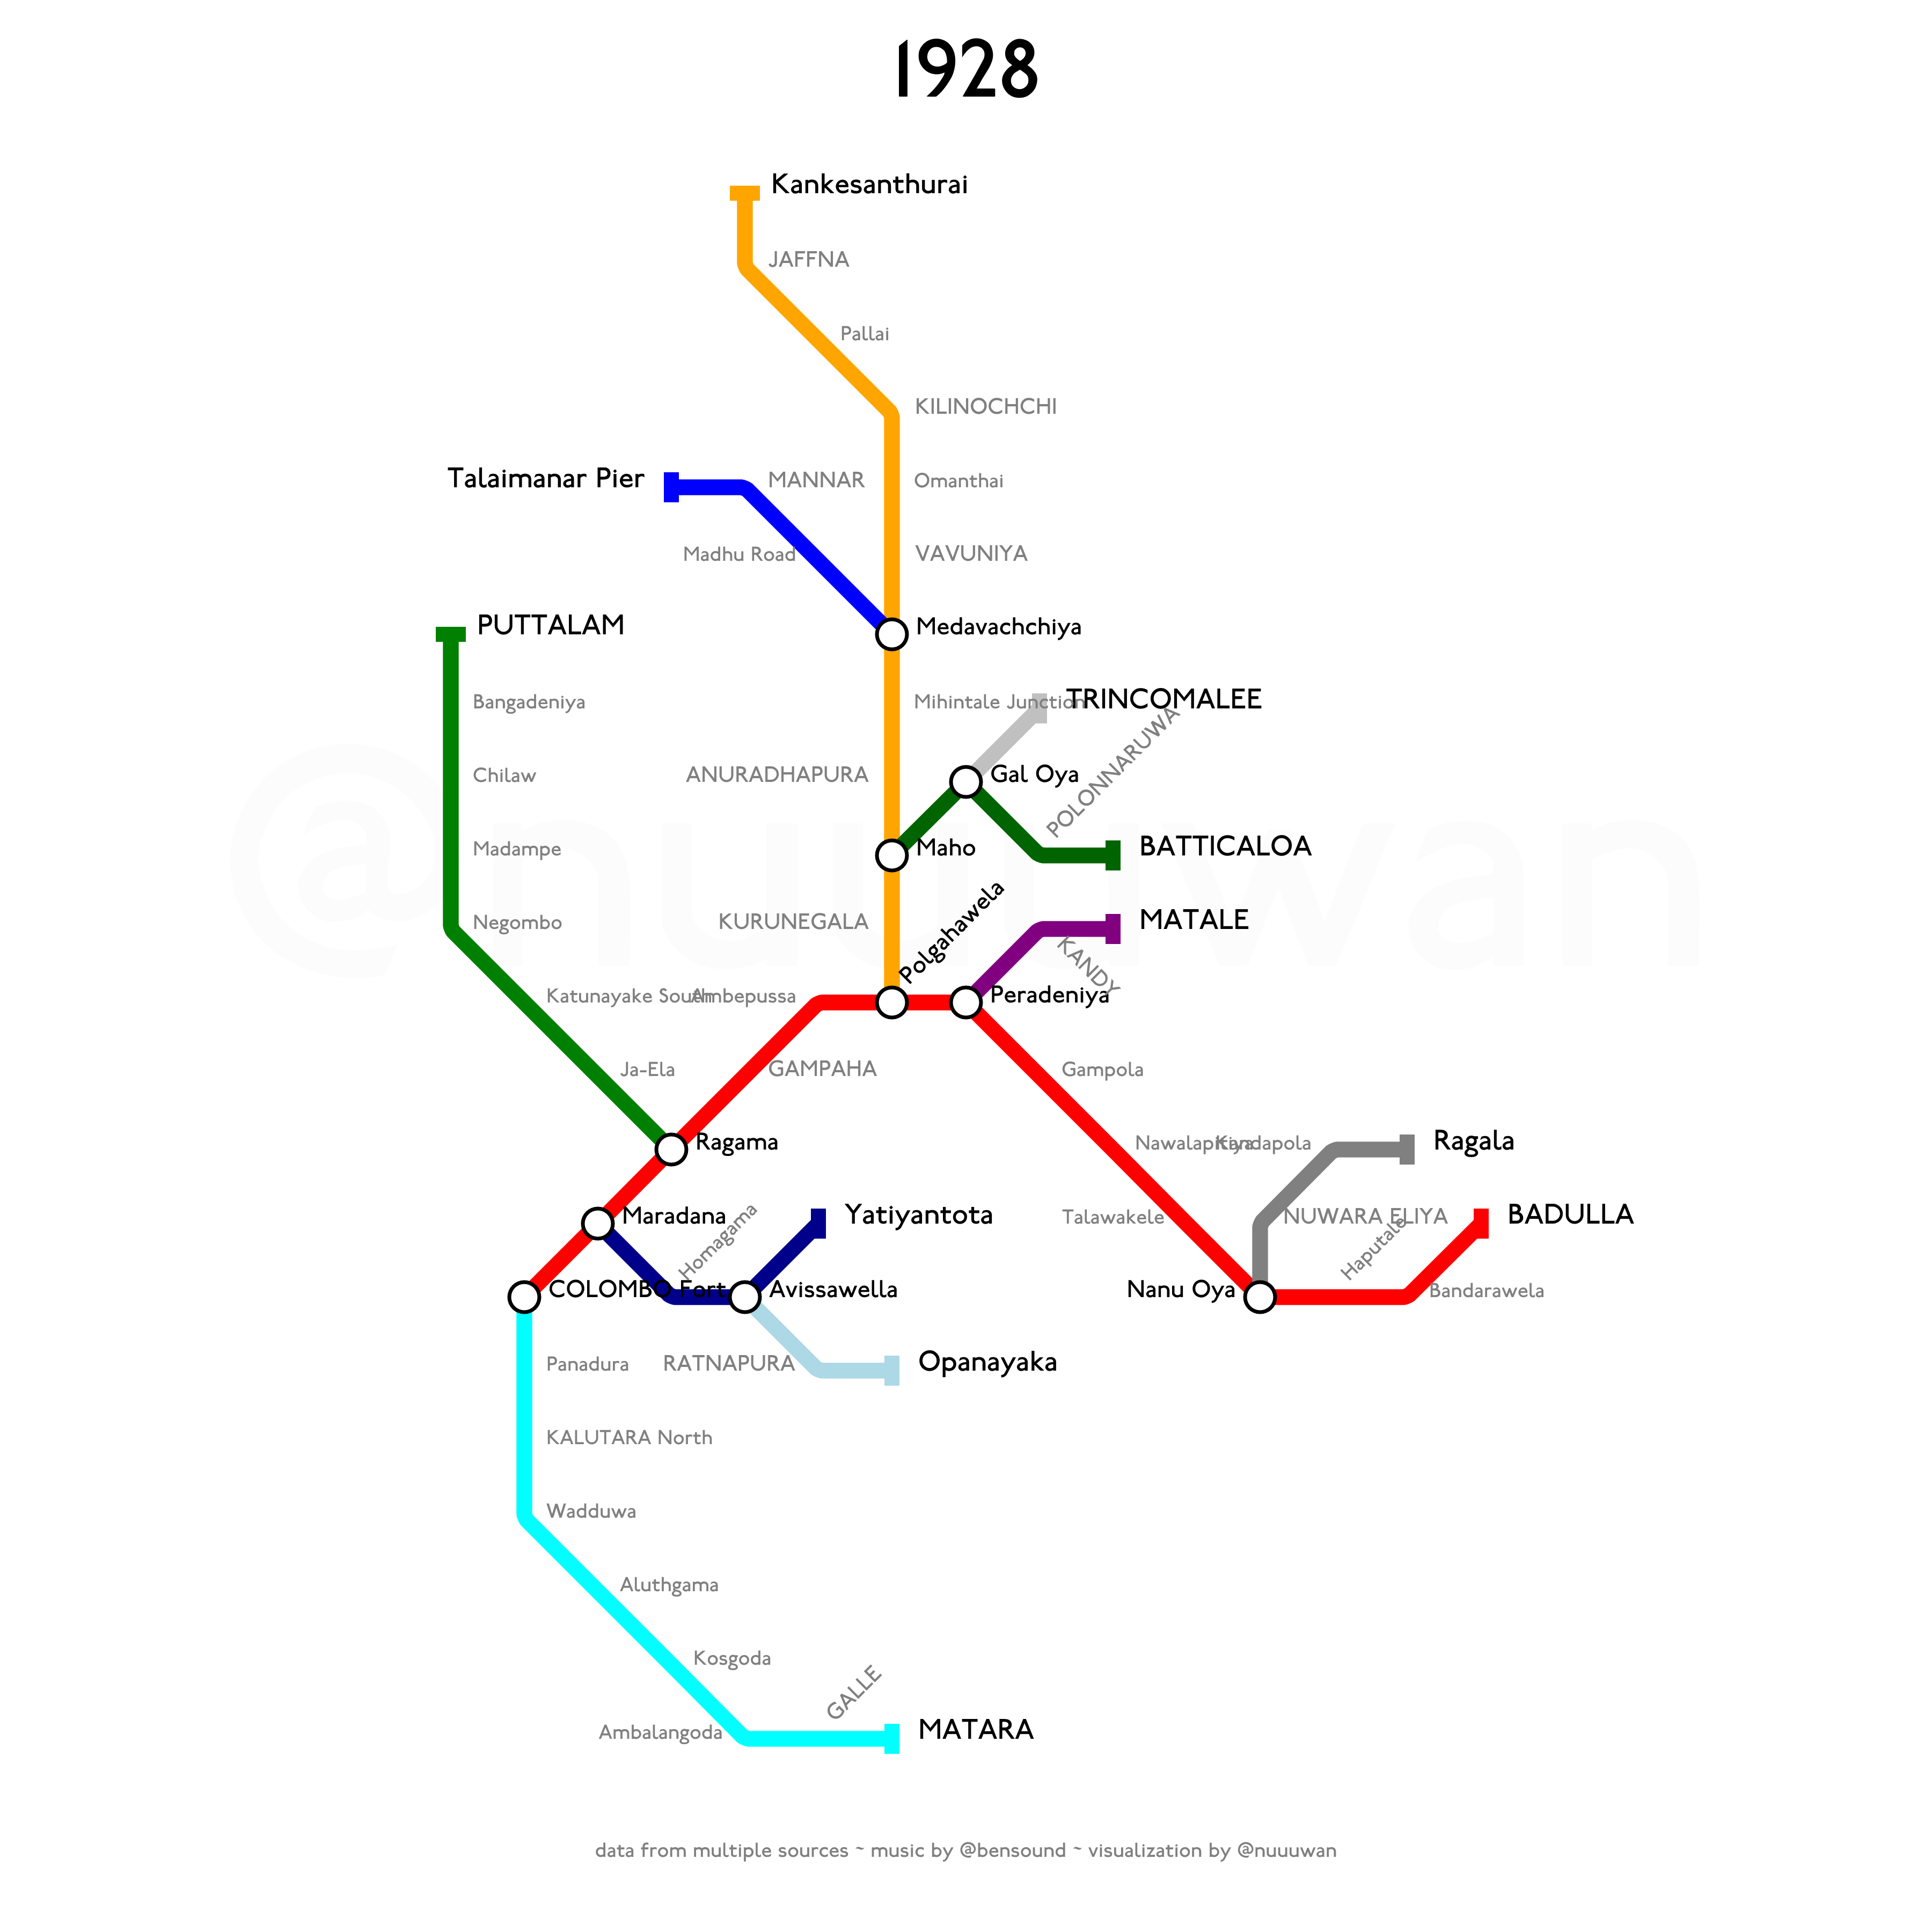 1928
Kankesanthurai
JAFFNA
Pallai
KILINOCHCHI
Talaimanar Pier
MANNAR
Omanthai
Madhu Road
VAVUNIYA
PUTTALAM
Medavachchiya
Bangadeniya
Mihintale Junction
TRINCOMALEE
Chilaw
ANURADHAPURA
Gal Oya
POLONNARUWA
Madampe
Maho
BATTICALOA
@nuuuwan
Negombo
KURUNEGALA
Polgahawela
MATALE
KANDY
Katunayake South
Ambepussa
Peradeniya
Ja-Ela
GAMPAHA
Gampola
Ragama
Nawalapitiya
Kandapola
Ragala
Maradana
Homagama
Yatiyantota
Talawakele
NUWARA ELIYA
Haputale
BADULLA
COLOMBO Fort
Avissawella
Nanu Oya
Bandarawela
Panadura
RATNAPURA
Opanayaka
KALUTARA North
Wadduwa
Aluthgama
Kosgoda
GALLE
Ambalangoda
MATARA
data from multiple sources ~ music by @bensound ~ visualization by @nuuuwan